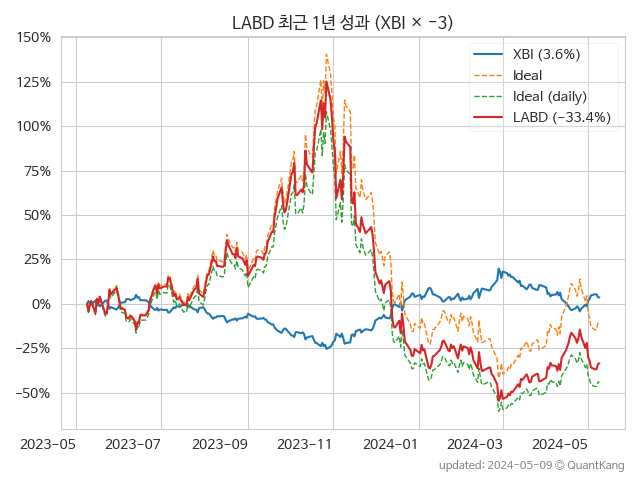 LABD 최근 1년 성과 (XBI × −3)
XBI (3.6%)
Ideal
Ideal (daily)
LABD (−33.4%)
150%
125%
100%
75%
50%
25%
0%
−25%
−50%
2023-05
2023-07
2023-09
2023-11
2024-01
2024-03
2024-05
updated: 2024-05-09 © QuantKang